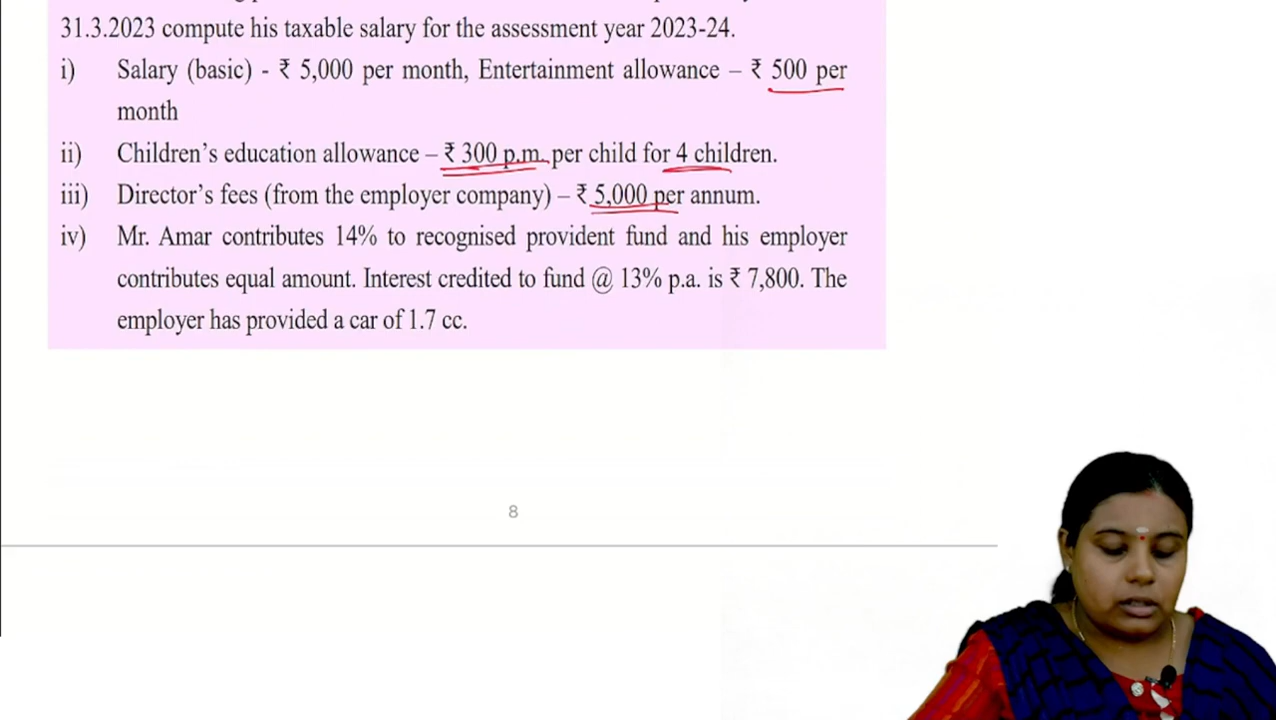 31.3.2023 compute his taxable salary for the assessment year 2023-24.
i) Salary (basic) - ₹ 5,000 per month, Entertainment allowance – ₹ 500 per
month
ii) Children's education allowance – ₹ 300 p.m. per child for 4 children.
iii) Director's fees (from the employer company) – ₹ 5,000 per annum.
iv) Mr. Amar contributes 14% to recognised provident fund and his employer
contributes equal amount. Interest credited to fund @ 13% p.a. is ₹ 7,800. The
employer has provided a car of 1.7 cc.
8